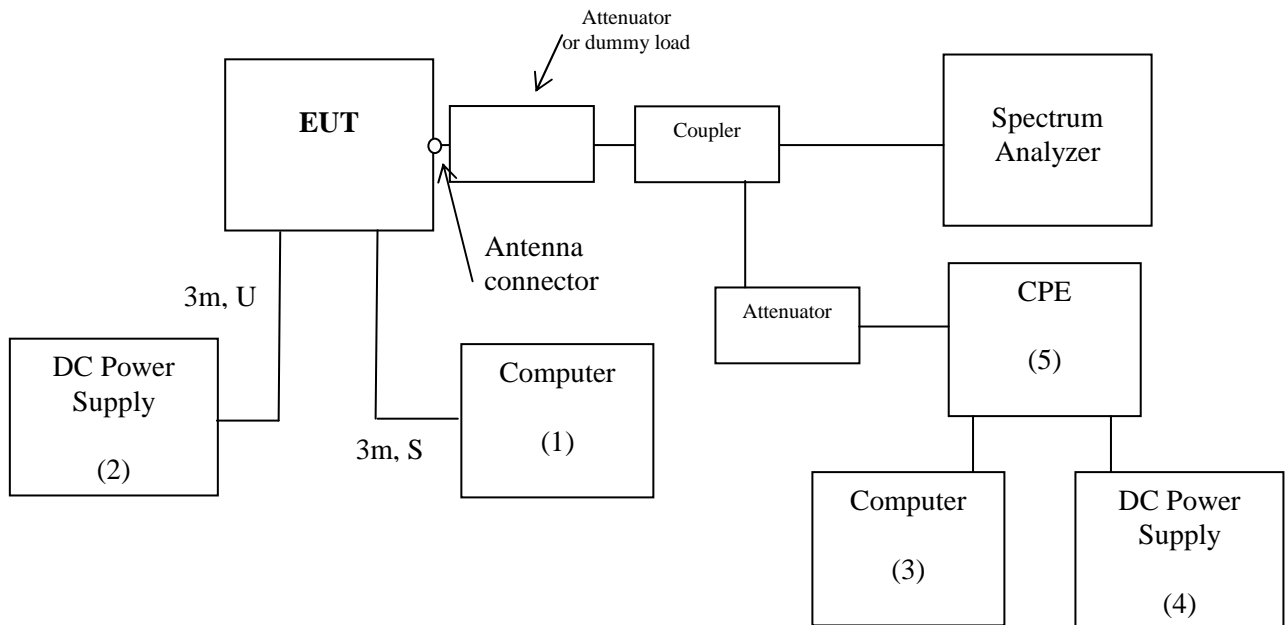 Attenuator
or dummy load
EUT
Coupler
Spectrum
Analyzer
Antenna
connector
3m, U
Attenuator
CPE
(5)
DC Power
Supply
(2)
Computer
(1)
3m, S
Computer
(3)
DC Power
Supply
(4)